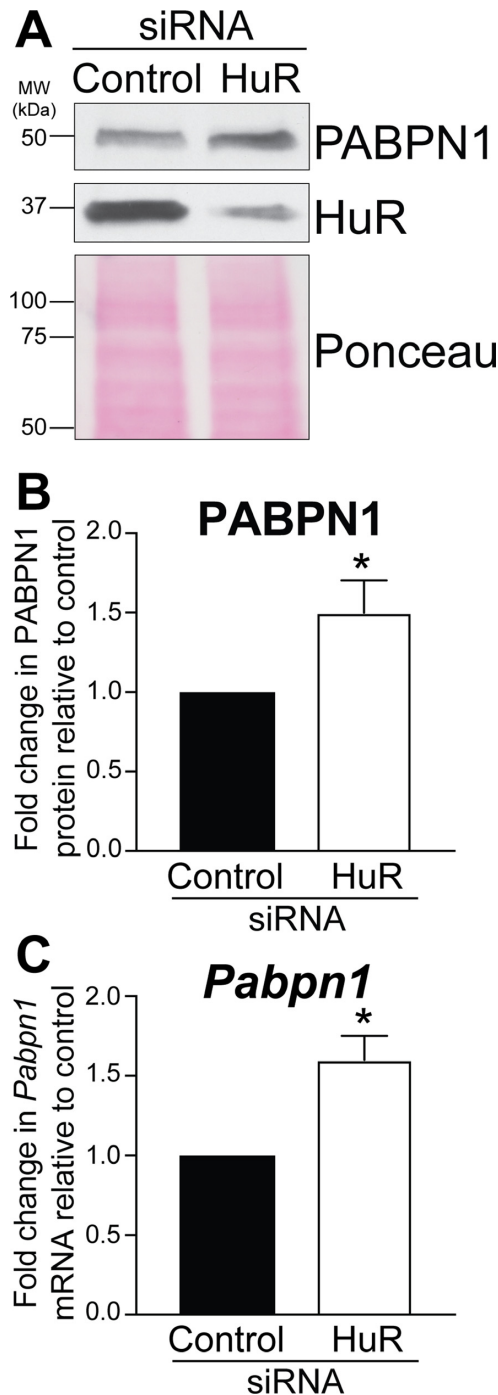 A
siRNA
Control HuR
MW
(kDa)
50
PABPN1
37
HuR
100
75
Ponceau
50
B
PABPN1
Fold change in PABPN1
protein relative to control
2.0
*
1.5
1.0
0.5
0.0
Control HuR
siRNA
C
Pabpn1
Fold change in Pabpn1
mRNA relative to control
2.0
*
1.5
1.0
0.5
0.0
Control HuR
siRNA